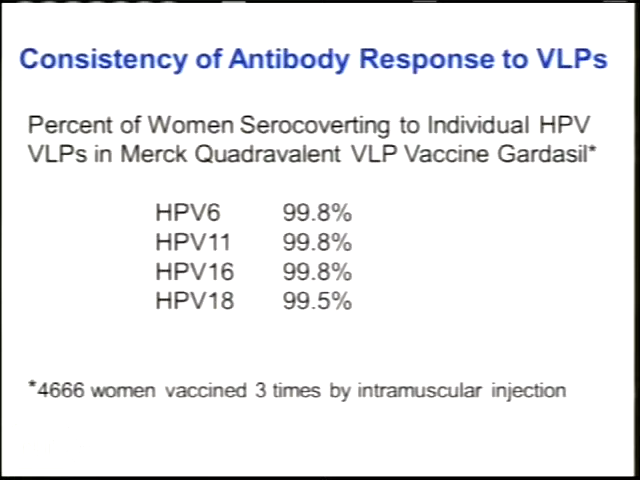 Consistency of Antibody Response to VLPs
Percent of Women Serocoverting to Individual HPV
VLPs in Merck Quadravalent VLP Vaccine Gardasil*
HPV6 99.8%
HPV11 99.8%
HPV16 99.8%
HPV18 99.5%
*4666 women vaccined 3 times by intramuscular injection